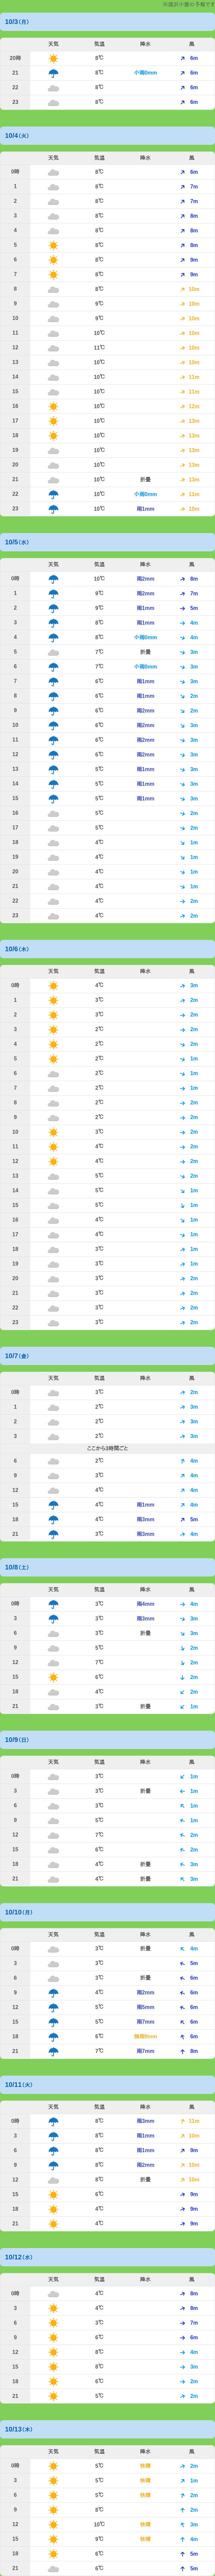 の予報です
10/3(月)
天気 気温 降水 風
20時 8℃ 6m
21 8℃ 小雨0mm 6m
22 8℃ 6m
23 8℃ 6m
10/4(火)
天気 気温 降水 風
0時 8℃ 6m
1 8℃ 7m
2 8℃ 7m
3 8℃ 8m
4 8℃ 8m
5 8℃ 8m
6 8℃ 9m
7 8℃ 9m
8 8℃ 10m
9 9℃ 10m
10 9℃ 10m
11 10℃ 10m
12 11℃ 10m
13 10℃ 10m
14 10℃ 11m
15 10℃ 11m
16 10℃ 12m
17 10℃ 13m
18 10℃ 13m
19 10℃ 13m
20 10℃ 13m
21 10℃ 折曇 13m
22 10℃ 小雨0mm 11m
23 10℃ 雨1mm 10m
10/5(水)
天気 気温 降水 風
0時 10℃ 雨2mm 8m
1 9℃ 雨2mm 7m
2 9℃ 雨1mm 5m
3 8℃ 雨1mm 4m
4 8℃ 小雨0mm 4m
5 7℃ 折曇 3m
6 7℃ 小雨0mm 3m
7 6℃ 雨1mm 3m
8 6℃ 雨1mm 2m
9 6℃ 雨2mm 2m
10 6℃ 雨2mm 3m
11 6℃ 雨2mm 3m
12 6℃ 雨2mm 3m
13 5℃ 雨1mm 3m
14 5℃ 雨1mm 3m
15 5℃ 雨1mm 3m
16 5℃ 2m
17 5℃ 2m
18 4℃ 1m
19 4℃ 1m
20 4℃ 1m
21 4℃ 1m
22 4℃ 2m
23 4℃ 2m
10/6(木)
天気 気温 降水 風
0時 4℃ 3m
1 3℃ 2m
2 3℃ 2m
3 2℃ 2m
4 2℃ 2m
5 2℃ 1m
6 2℃ 1m
7 2℃ 1m
8 2℃ 2m
9 2℃ 2m
10 3℃ 2m
11 4℃ 2m
12 4℃ 2m
13 5℃ 2m
14 5℃ 1m
15 5℃ 1m
16 4℃ 1m
17 4℃ 1m
18 3℃ 1m
19 3℃ 1m
20 3℃ 2m
21 3℃ 2m
22 3℃ 2m
23 3℃ 2m
10/7(金)
天気 気温 降水 風
0時 3℃ 2m
1 2℃ 3m
2 2℃ 3m
3 2℃ 3m
ここから3時間ごと
6 2℃ 4m
9 3℃ 4m
12 4℃ 4m
15 4℃ 雨1mm 4m
18 4℃ 雨3mm 5m
21 3℃ 雨3mm 4m
10/8(土)
天気 気温 降水 風
0時 3℃ 雨4mm 4m
3 3℃ 雨3mm 3m
6 3℃ 折曇 3m
9 5℃ 2m
12 7℃ 2m
15 6℃ 2m
18 4℃ 2m
21 3℃ 折曇 1m
10/9(日)
天気 気温 降水 風
0時 3℃ 1m
3 3℃ 折曇 1m
6 3℃ 1m
9 5℃ 1m
12 7℃ 2m
15 6℃ 2m
18 4℃ 折曇 3m
21 4℃ 折曇 3m
10/10(月)
天気 気温 降水 風
0時 3℃ 折曇 4m
3 3℃ 5m
6 3℃ 折曇 6m
9 4℃ 雨2mm 6m
12 5℃ 雨5mm 6m
15 5℃ 雨7mm 6m
18 6℃ 強雨9mm 6m
21 7℃ 雨7mm 8m
10/11(火)
天気 気温 降水 風
0時 8℃ 雨3mm 11m
3 8℃ 雨1mm 10m
6 8℃ 雨1mm 9m
9 8℃ 雨2mm 10m
12 8℃ 折曇 10m
15 6℃ 9m
18 4℃ 9m
21 4℃ 9m
10/12(水)
天気 気温 降水 風
0時 4℃ 8m
3 4℃ 8m
6 3℃ 7m
9 6℃ 6m
12 8℃ 4m
15 8℃ 3m
18 6℃ 2m
21 5℃ 2m
10/13(木)
天気 気温 降水 風
0時 5℃ 快晴 2m
3 5℃ 快晴 1m
6 5℃ 快晴 2m
9 8℃ 2m
12 10℃ 快晴 3m
15 9℃ 快晴 4m
18 6℃ 5m
21 6℃ 5m